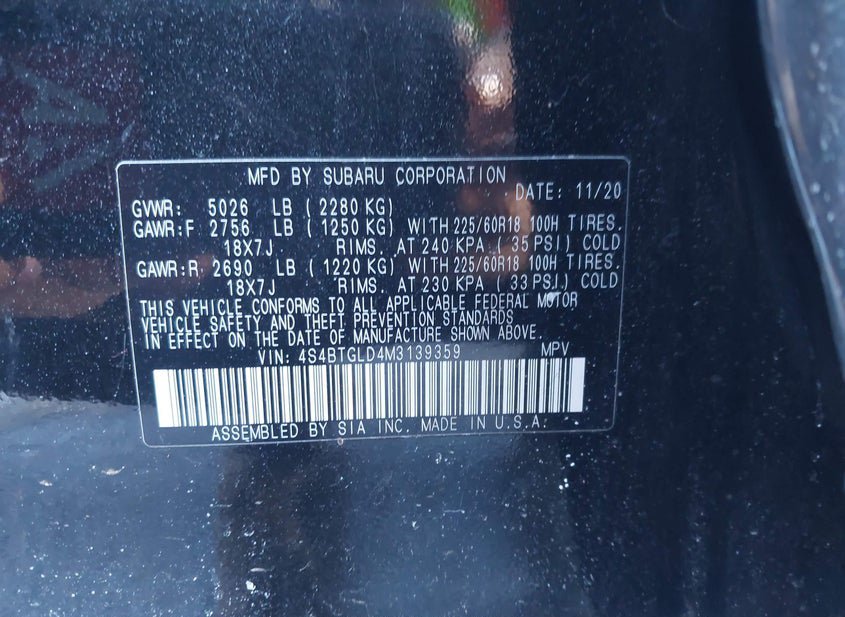 MFD BY SUBARU CORPORATION
DATE: 11/20
GVWR: 5026 LB (2280 KG)
GAWR:F 2756 LB (1250 KG) WITH 225/60R18 100H TIRES.
18X7J RIMS. AT 240 KPA (35 PSI) COLD
GAWR:R 2690 LB (1220 KG) WITH 225/60R18 100H TIRES.
18X7J RIMS. AT 230 KPA (33 PSI) COLD
THIS VEHICLE CONFORMS TO ALL APPLICABLE FEDERAL MOTOR
VEHICLE SAFETY AND THEFT PREVENTION STANDARDS
IN EFFECT ON THE DATE OF MANUFACTURE SHOWN ABOVE.
VIN: 4S4BTGLD4M3139359 MPV
ASSEMBLED BY SIA INC. MADE IN U.S.A.